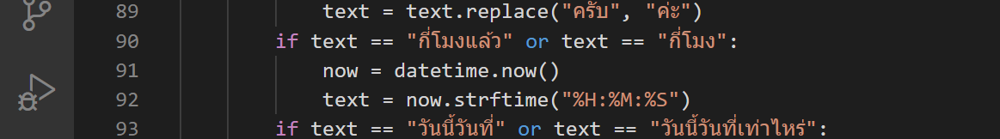 89 text = text.replace("ครับ", "ค่ะ")
90 if text == "กี่โมงแล้ว" or text == "กี่โมง":
91 now = datetime.now()
92 text = now.strftime("%H:%M:%S")
93 if text == "วันนี้วันที่" or text == "วันนี้วันที่เท่าไหร่":